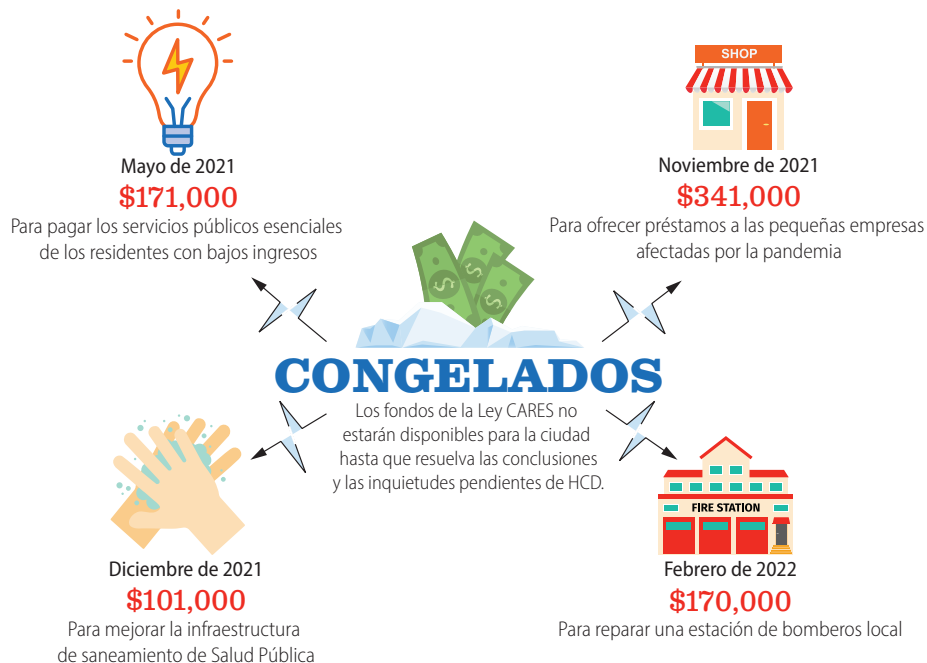 Mayo de 2021
$171,000
Para pagar los servicios públicos esenciales
de los residentes con bajos ingresos
SHOP
Noviembre de 2021
$341,000
Para ofrecer préstamos a las pequeñas empresas
afectadas por la pandemia
$ $
$
CONGELADOS
Los fondos de la Ley CARES no
estarán disponibles para la ciudad
hasta que resuelva las conclusiones
y las inquietudes pendientes de HCD.
Diciembre de 2021
$101,000
Para mejorar la infraestructura
de saneamiento de Salud Pública
FIRE STATION
Febrero de 2022
$170,000
Para reparar una estación de bomberos local